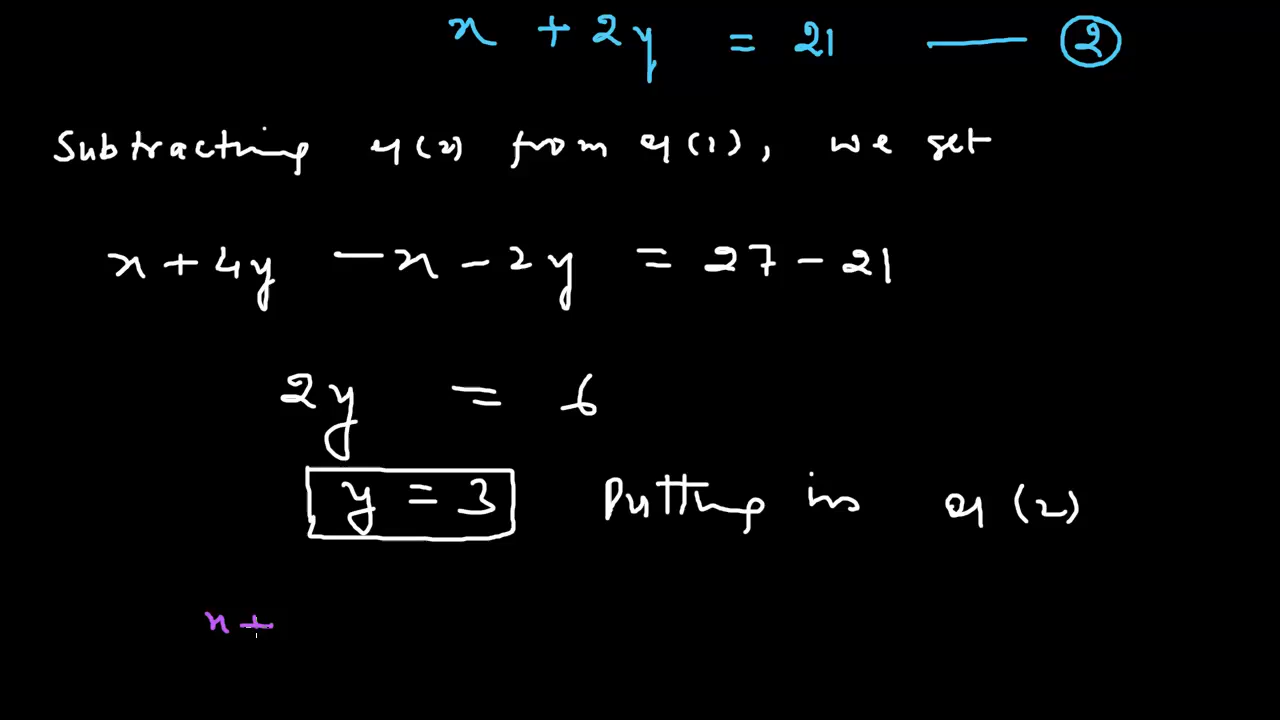 x + 2y = 21 —— ②
Subtracting eq (2) from eq (1), we get
x + 4y - x - 2y = 27 - 21
2y = 6
y = 3 Putting in eq (2)
x +